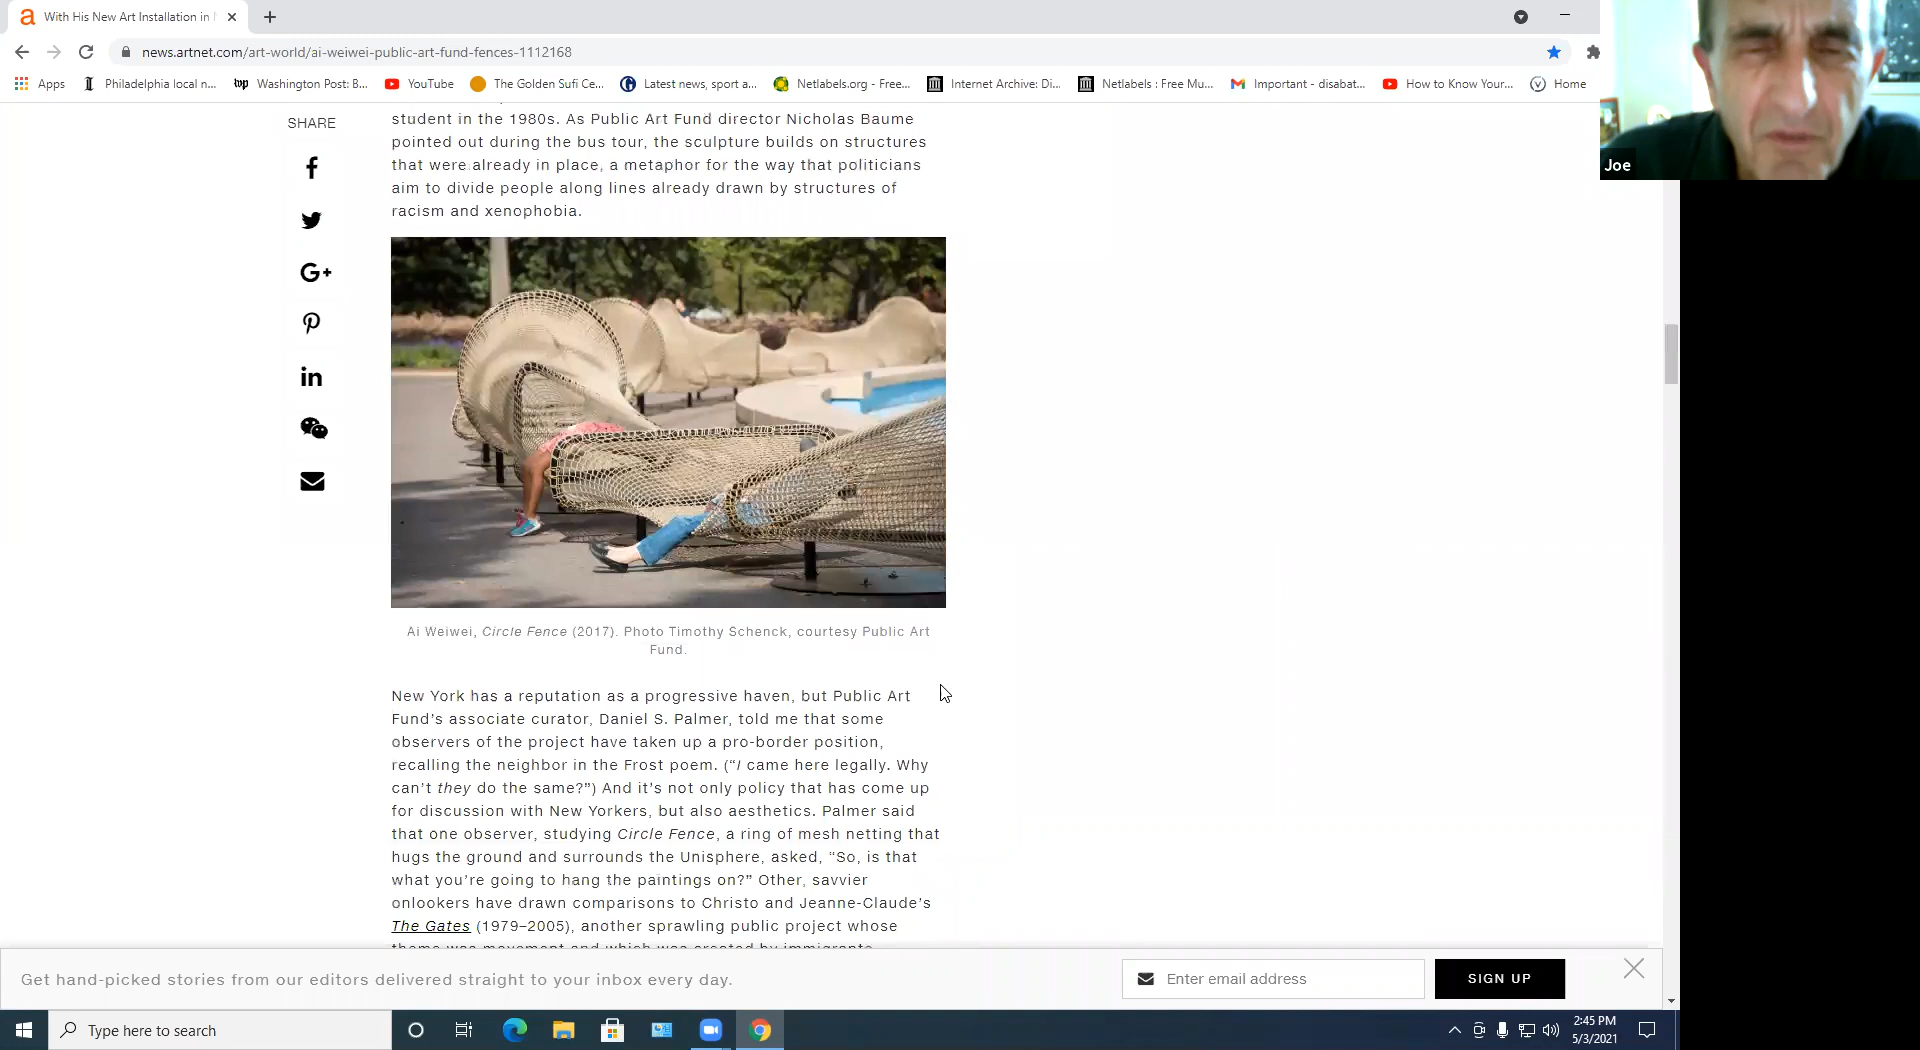 With His New Art Installation in
news.artnet.com/art-world/ai-weiwei-public-art-fund-fences-1112168
Apps
Philadelphia local n...
Washington Post: B...
YouTube
The Golden Sufi Ce...
Latest news, sport a...
Netlabels.org - Free...
Internet Archive: Di...
Netlabels : Free Mu...
Important - disabat...
How to Know Your...
Home
Joe
SHARE
student in the 1980s. As Public Art Fund director Nicholas Baume
pointed out during the bus tour, the sculpture builds on structures
that were already in place, a metaphor for the way that politicians
aim to divide people along lines already drawn by structures of
racism and xenophobia.
Ai Weiwei, Circle Fence (2017). Photo Timothy Schenck, courtesy Public Art
Fund.
New York has a reputation as a progressive haven, but Public Art
Fund’s associate curator, Daniel S. Palmer, told me that some
observers of the project have taken up a pro-border position,
recalling the neighbor in the Frost poem. (“I came here legally. Why
can’t they do the same?”) And it’s not only policy that has come up
for discussion with New Yorkers, but also aesthetics. Palmer said
that one observer, studying Circle Fence, a ring of mesh netting that
hugs the ground and surrounds the Unisphere, asked, “So, is that
what you’re going to hang the paintings on?” Other, savvier
onlookers have drawn comparisons to Christo and Jeanne-Claude’s
The Gates (1979–2005), another sprawling public project whose
theme was movement and which was created by immigrants
Get hand-picked stories from our editors delivered straight to your inbox every day.
Enter email address
SIGN UP
Type here to search
2:45 PM
5/3/2021